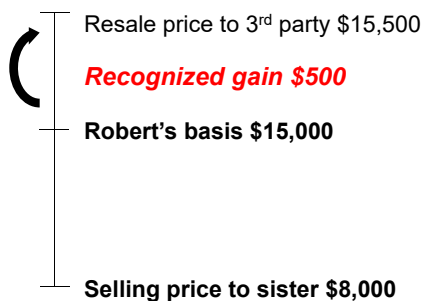 Resale price to 3rd party $15,500
Recognized gain $500
Robert's basis $15,000
Selling price to sister $8,000